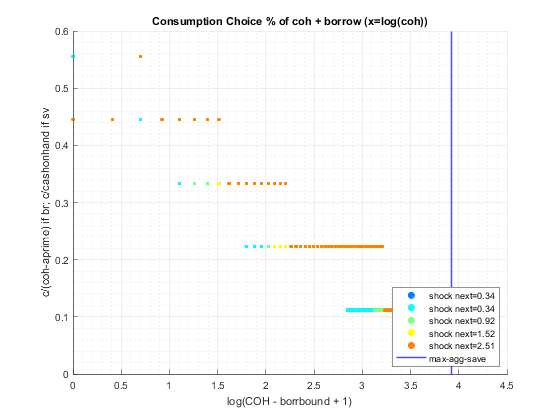 Consumption Choice % of coh + borrow (x=log(coh))
c/(coh-aprime) if br; c/cashonhand if sv
0.6
0.5
0.4
0.3
0.2
0.1
0
0 0.5 1 1.5 2 2.5 3 3.5 4 4.5
log(COH - borrbound + 1)
shock next=0.34
shock next=0.34
shock next=0.92
shock next=1.52
shock next=2.51
max-agg-save